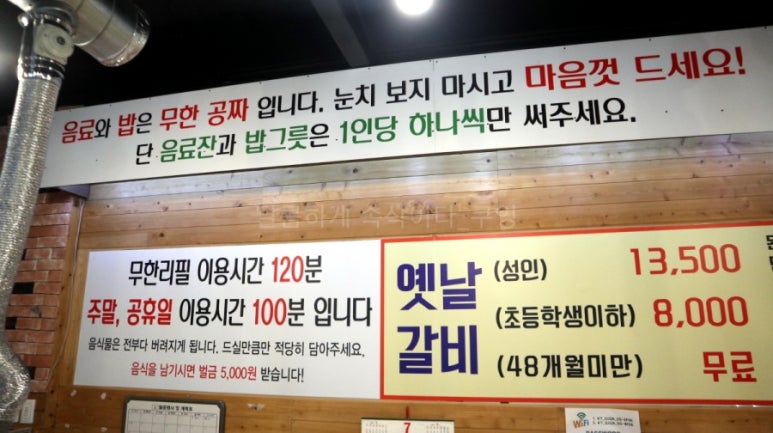 음료와 밥은 무한 공짜 입니다. 눈치 보지 마시고 마음껏 드세요!
단 음료잔과 밥그릇은 1인당 하나씩만 써주세요.
무한리필 이용시간 120분
주말, 공휴일 이용시간 100분 입니다
음식물은 전부다 버려지게 됩니다. 드실만큼만 적당히 담아주세요.
음식을 남기시면 벌금 5,000원 받습니다!
옛날
갈비
(성인) 13,500
(초등학생이하) 8,000
(48개월미만) 무료
7
WiFi